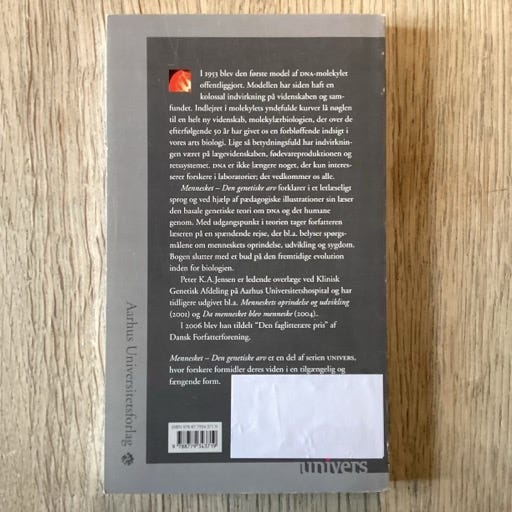 I 1953 blev den første model af DNA-molekylet
offentliggjort. Modellen har siden haft en
kolossal indvirkning på videnskaben og sam-
fundet. Indlejret i molekylets yndefulde kurver lå nøglen
til en helt ny videnskab, molekylærbiologien, der over de
efterfølgende 50 år har givet os en forbløffende indsigt i
vores arts biologi. Lige så betydningsfuld har indvirknin-
gen været på lægevidenskaben, fødevareproduktionen og
retssystemet. DNA er ikke længere noget, der kun interes-
serer forskere i laboratorier; det vedkommer os alle.
Mennesket – Den genetiske arv forklarer i et letlæseligt
sprog og ved hjælp af pædagogiske illustrationer sin læser
den basale genetiske teori om DNA og det humane
genom. Med udgangspunkt i teorien tager forfatteren
læseren på en spændende rejse, der bl.a. belyser spørgs-
målene om menneskets oprindelse, udvikling og sygdom.
Bogen slutter med et bud på den fremtidige evolution
inden for biologien.
Peter K.A. Jensen er ledende overlæge ved Klinisk
Genetisk Afdeling på Aarhus Universitetshospital og har
tidligere udgivet bl.a. Menneskets oprindelse og udvikling
(2001) og Da mennesket blev menneske (2004).
I 2006 blev han tildelt "Den faglitterære pris" af
Dansk Forfatterforening.
Mennesket – Den genetiske arv er et del af serien UNIVERS,
hvor forskere formidler deres viden i en tilgængelig og
fængende form.
Aarhus Universitetsforlag
ISBN 978 87 7934 371 9
9 788779 343719
univers